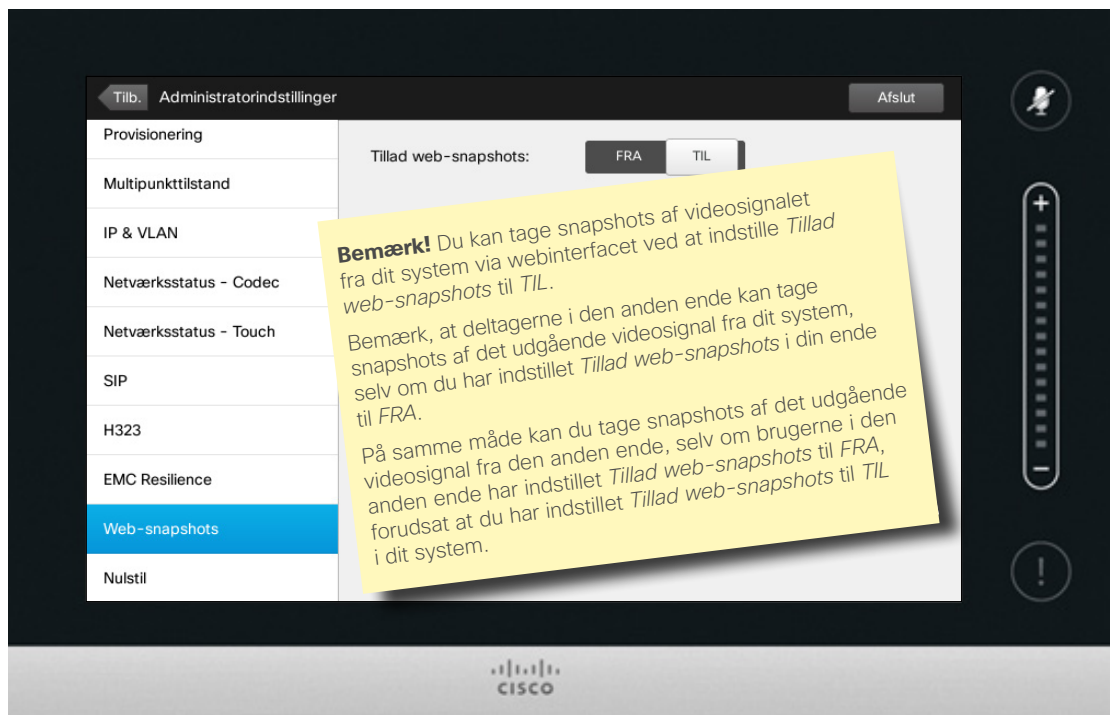 Tilb. Administratorindstillinger Afslut
Provisionering
Multipunkttilstand
IP & VLAN
Netværksstatus - Codec
Netværksstatus - Touch
SIP
H323
EMC Resilience
Web-snapshots
Nulstil
Tillad web-snapshots: FRA TIL
Bemærk! Du kan tage snapshots af videosignalet
fra dit system via webinterfacet ved at indstille Tillad
web-snapshots til TIL.
Bemærk, at deltagerne i den anden ende kan tage
snapshots af det udgående videosignal fra dit system,
selv om du har indstillet Tillad web-snapshots i din ende
til FRA.
På samme måde kan du tage snapshots af det udgående
videosignal fra den anden ende, selv om brugerne i den
anden ende har indstillet Tillad web-snapshots til FRA,
forudsat at du har indstillet Tillad web-snapshots til TIL
i dit system.
+
−
!
CISCO